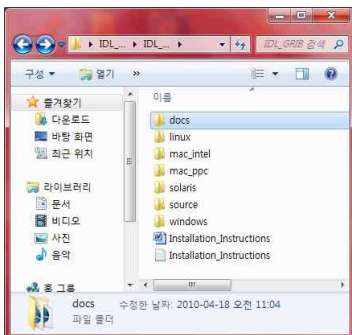 IDL_... ▸ IDL_... ▸
IDL_GRIB 검색
구성 ▼ 열기 »
즐겨찾기
다운로드
바탕 화면
최근 위치
라이브러리
문서
비디오
사진
음악
홈 그룹
이름
docs
linux
mac_intel
mac_ppc
solaris
source
windows
Installation_Instructions
Installation_Instructions
docs 수정한 날짜: 2010-04-18 오전 11:04
파일 폴더